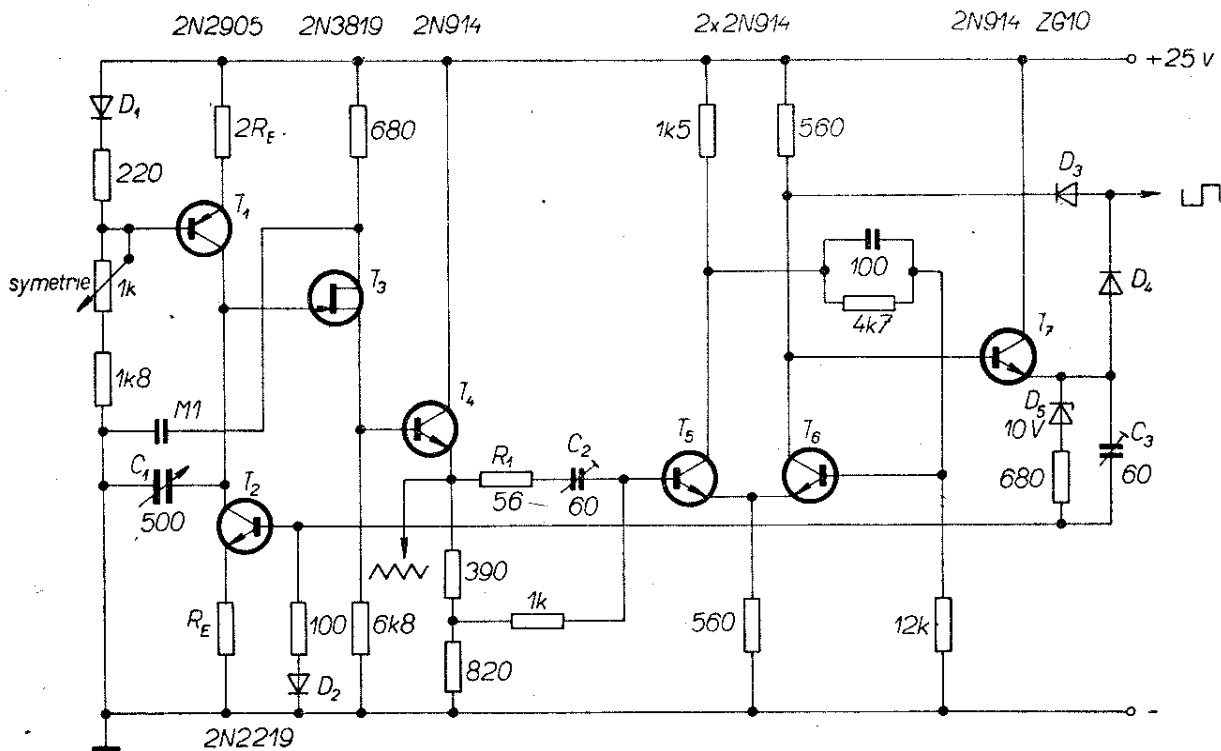 2N2905 2N3819 2N914 2x2N914 2N914 ZG10
+25 v
D1
2RE
680
1k5
560
220
D3
T1
100
symetrie
1k
T3
D4
4k7
T7
1k8
M1
T4
D5
10V
C3
60
C1
500
T2
R1
56
C2
60
T5
T6
680
390
RE
100
6k8
1k
560
12k
D2
820
-
2N2219